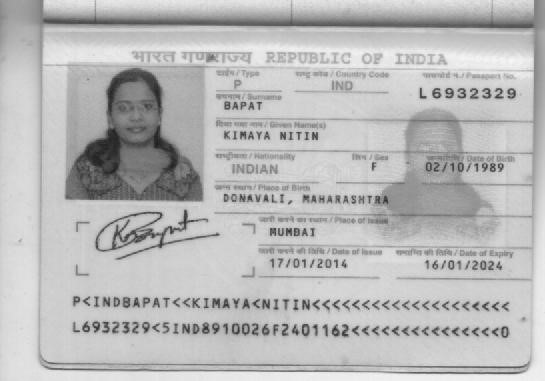 भारत गणराज्य REPUBLIC OF INDIA
टाईप / Type राष्ट्र कोड / Country Code पासपोर्ट नं. / Passport No.
P IND L6932329
उपनाम / Surname
BAPAT
दिया गया नाम / Given Name(s)
KIMAYA NITIN
राष्ट्रीयता / Nationality लिंग / Sex जन्मतिथि / Date of Birth
INDIAN F 02/10/1989
जन्म स्थान / Place of Birth
DONAVALI, MAHARASHTRA
जारी करने का स्थान / Place of Issue
MUMBAI
जारी करने की तिथि / Date of Issue समाप्ति की तिथि / Date of Expiry
17/01/2014 16/01/2024
P<INDBAPAT<<KIMAYA<NITIN<<<<<<<<<<<<<<<<<<<<
L6932329<5IND8910026F2401162<<<<<<<<<<<<<<<0